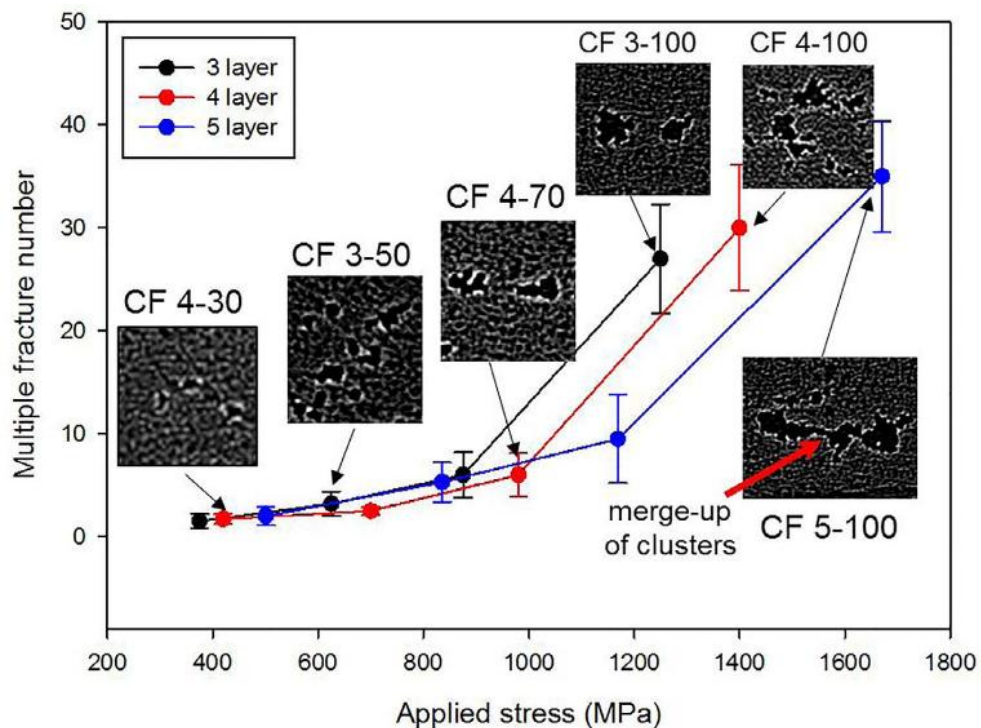 50
40
30
20
10
0
Multiple fracture number
3 layer
4 layer
5 layer
CF 3-100
CF 4-100
CF 4-70
CF 3-50
CF 4-30
merge-up
of clusters
CF 5-100
200
400
600
800
1000
1200
1400
1600
1800
Applied stress (MPa)